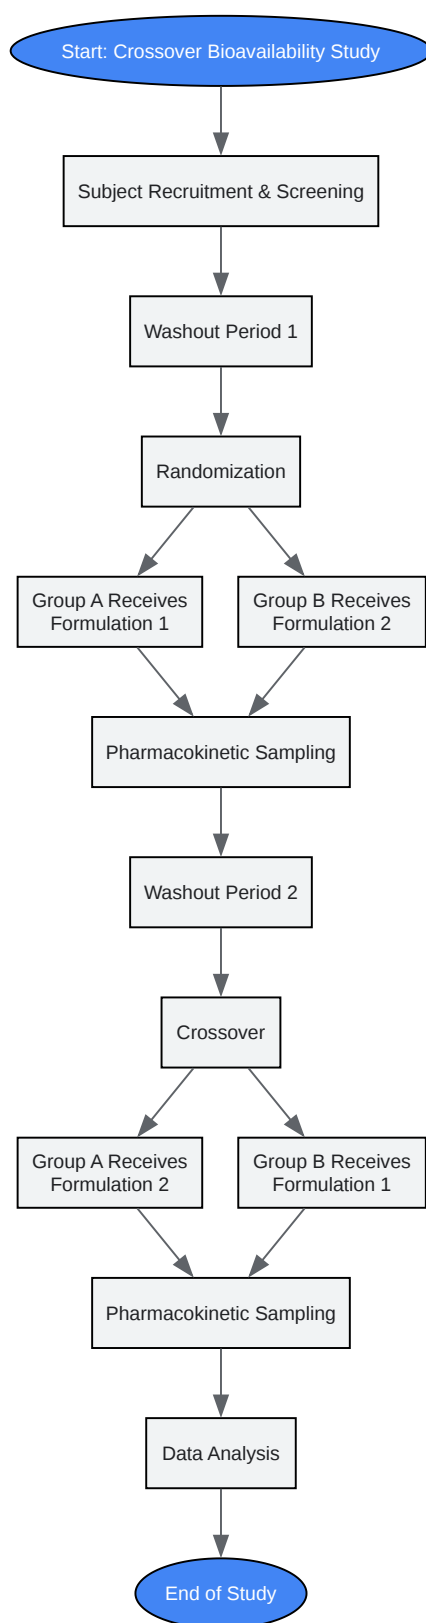 Start: Crossover Bioavailability Study
Subject Recruitment & Screening
Washout Period 1
Randomization
Group A Receives
Formulation 1
Group B Receives
Formulation 2
Pharmacokinetic Sampling
Washout Period 2
Crossover
Group A Receives
Formulation 2
Group B Receives
Formulation 1
Pharmacokinetic Sampling
Data Analysis
End of Study